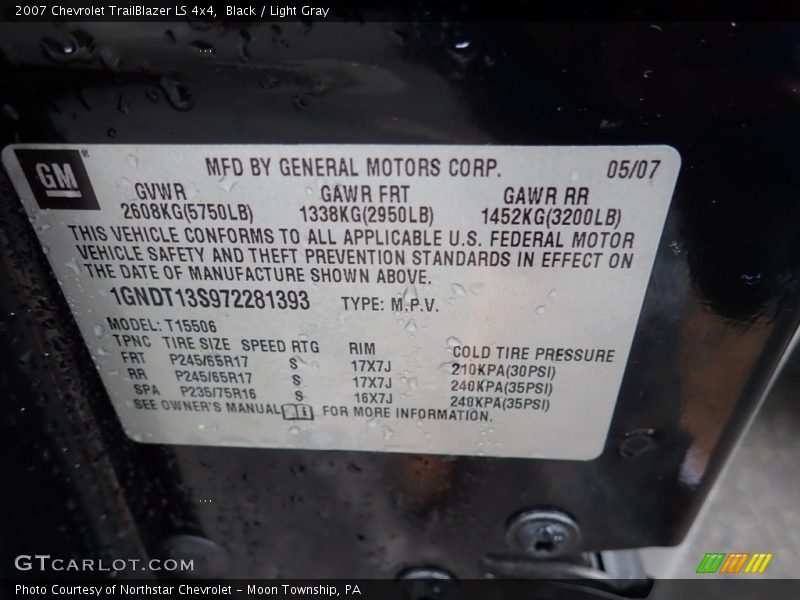 2007 Chevrolet TrailBlazer LS 4x4, Black / Light Gray
GM ®
MFD BY GENERAL MOTORS CORP. 05/07
GVWR GAWR FRT GAWR RR
2608KG(5750LB) 1338KG(2950LB) 1452KG(3200LB)
THIS VEHICLE CONFORMS TO ALL APPLICABLE U.S. FEDERAL MOTOR
VEHICLE SAFETY AND THEFT PREVENTION STANDARDS IN EFFECT ON
THE DATE OF MANUFACTURE SHOWN ABOVE.
1GNDT13S972281393 TYPE: M.P.V.
MODEL: T15506
TPNC TIRE SIZE SPEED RTG RIM COLD TIRE PRESSURE
FRT P245/65R17 S 17X7J 210KPA(30PSI)
RR P245/65R17 S 17X7J 240KPA(35PSI)
SPA P235/75R16 S 16X7J 240KPA(35PSI)
SEE OWNER'S MANUAL i FOR MORE INFORMATION.
GTCARLOT.COM
Photo Courtesy of Northstar Chevrolet - Moon Township, PA